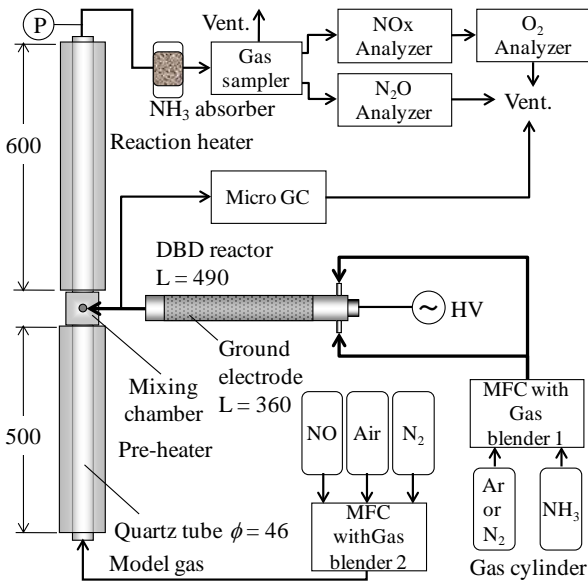 P
Vent.
Gas
sampler
NOx
Analyzer
O2
Analyzer
NH3 absorber
N2O
Analyzer
Vent.
600
Reaction heater
Micro GC
DBD reactor
L = 490
~
HV
Ground
electrode
L = 360
Mixing
chamber
500
Pre-heater
NO
Air
N2
MFC with
Gas
blender 1
Quartz tube ϕ = 46
MFC
withGas
blender 2
Ar
or
N2
NH3
Model gas
Gas cylinder